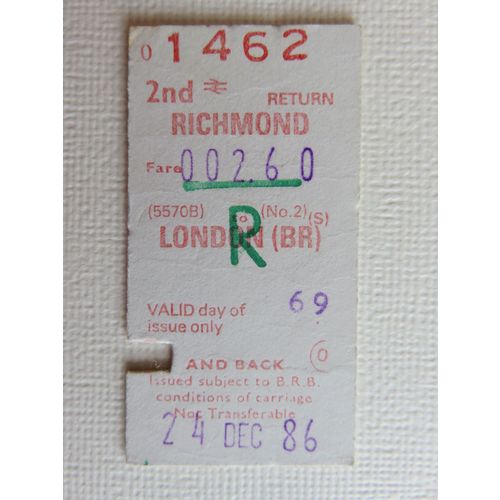 0 1462
2nd RETURN
RICHMOND
Fare 002.60
(5570B) to (No.2) (S)
LONDON (BR)
R
VALID day of 69
issue only
0
AND BACK
Issued subject to B.R.B.
conditions of carriage
Not Transferable
24 DEC 86